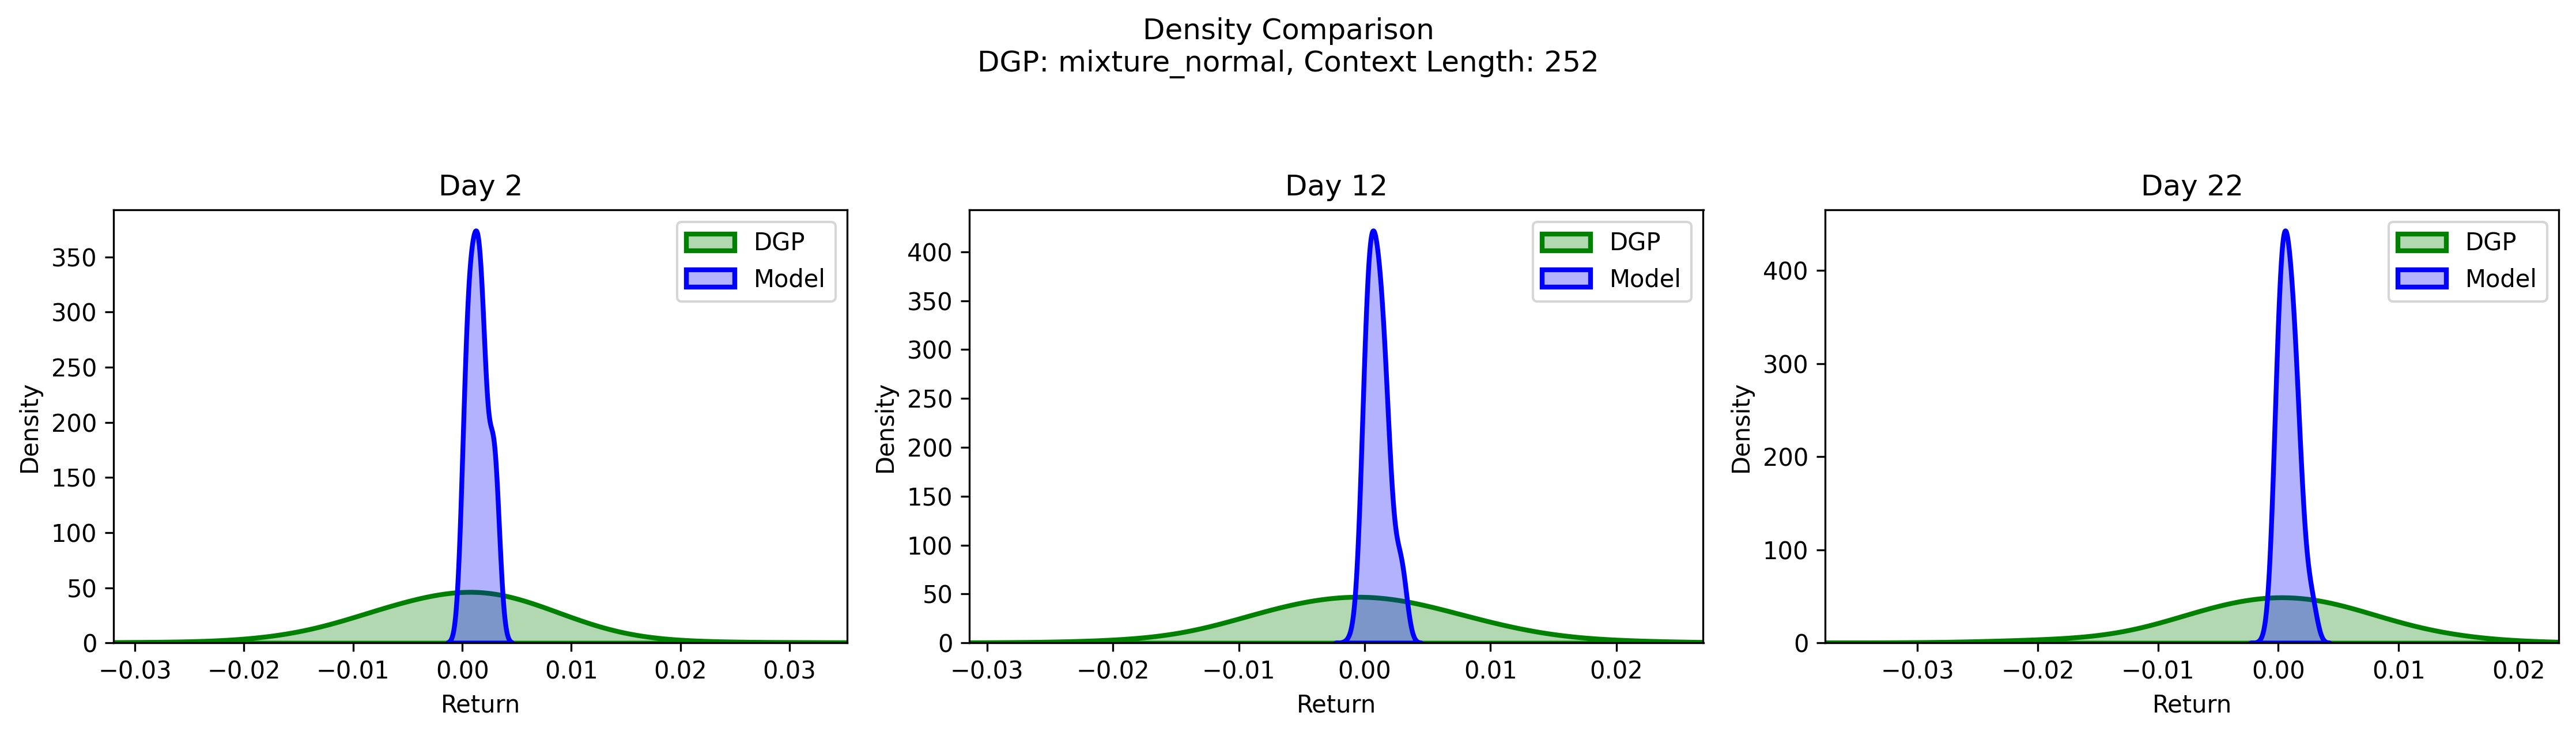 Density Comparison
DGP: mixture_normal, Context Length: 252
Day 2
Density
350
300
250
200
150
100
50
0
−0.03 −0.02 −0.01 0.00 0.01 0.02 0.03
Return
DGP
Model
Day 12
Density
400
350
300
250
200
150
100
50
0
−0.03 −0.02 −0.01 0.00 0.01 0.02
Return
DGP
Model
Day 22
Density
400
300
200
100
0
−0.03 −0.02 −0.01 0.00 0.01 0.02
Return
DGP
Model